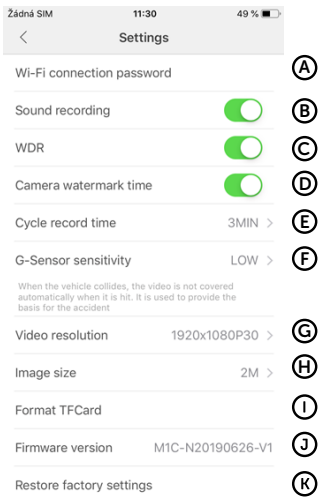 Žádná SIM 11:30 49 %
Settings
Wi-Fi connection password A
Sound recording B
WDR C
Camera watermark time D
Cycle record time 3MIN > E
G-Sensor sensitivity LOW > F
When the vehicle collides, the video is not covered
automatically when it is hit. It is used to provide the
basis for the accident
Video resolution 1920x1080P30 > G
Image size 2M > H
Format TFCard I
Firmware version M1C-N20190626-V1 J
Restore factory settings K